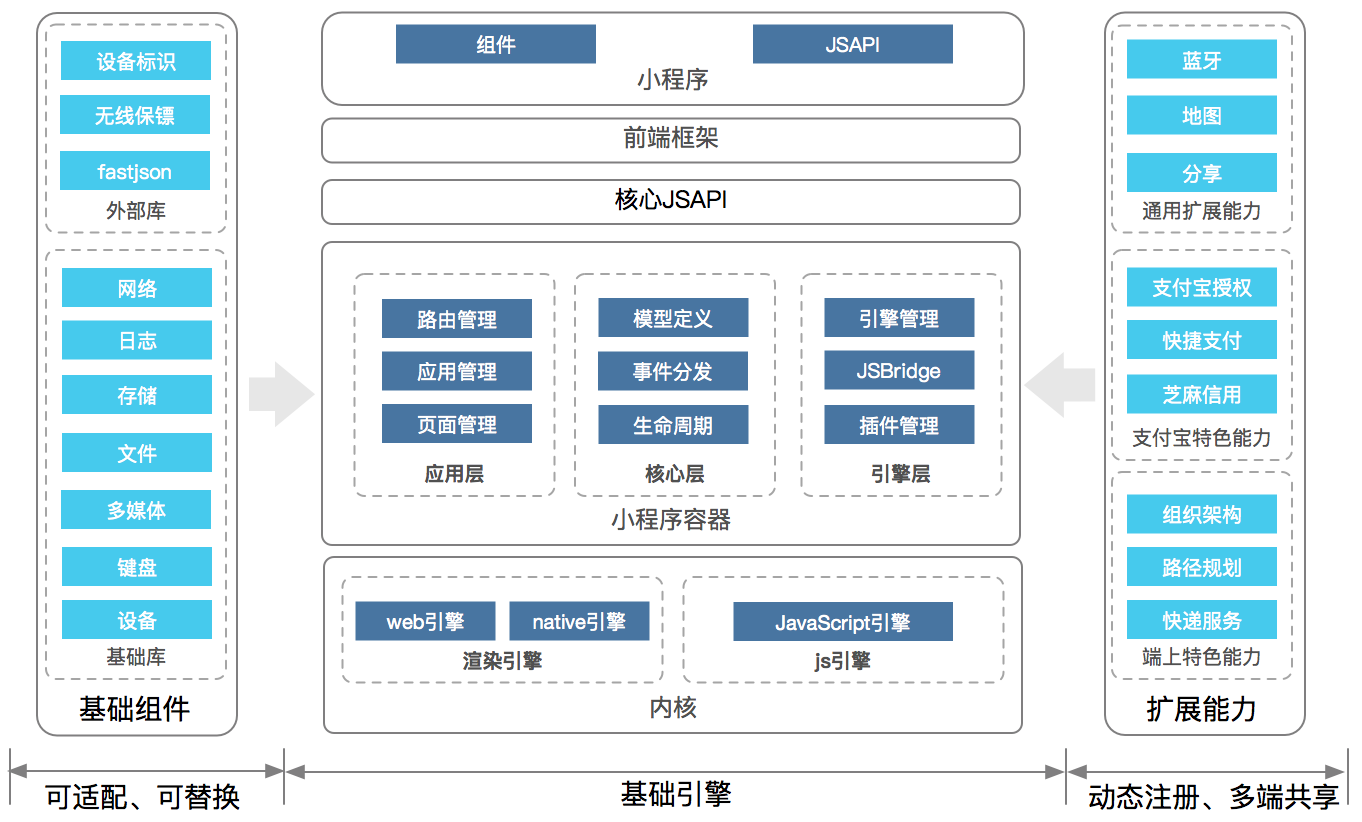 设备标识
无线保镖
fastjson
外部库
网络
日志
存储
文件
多媒体
键盘
设备
基础库
基础组件
可适配、可替换
组件
JSAPI
小程序
前端框架
核心JSAPI
路由管理
应用管理
页面管理
应用层
模型定义
事件分发
生命周期
核心层
引擎管理
JSBridge
插件管理
引擎层
小程序容器
web引擎
native引擎
渲染引擎
JavaScript引擎
js引擎
内核
基础引擎
蓝牙
地图
分享
通用扩展能力
支付宝授权
快捷支付
芝麻信用
支付宝特色能力
组织架构
路径规划
快递服务
端上特色能力
扩展能力
动态注册、多端共享